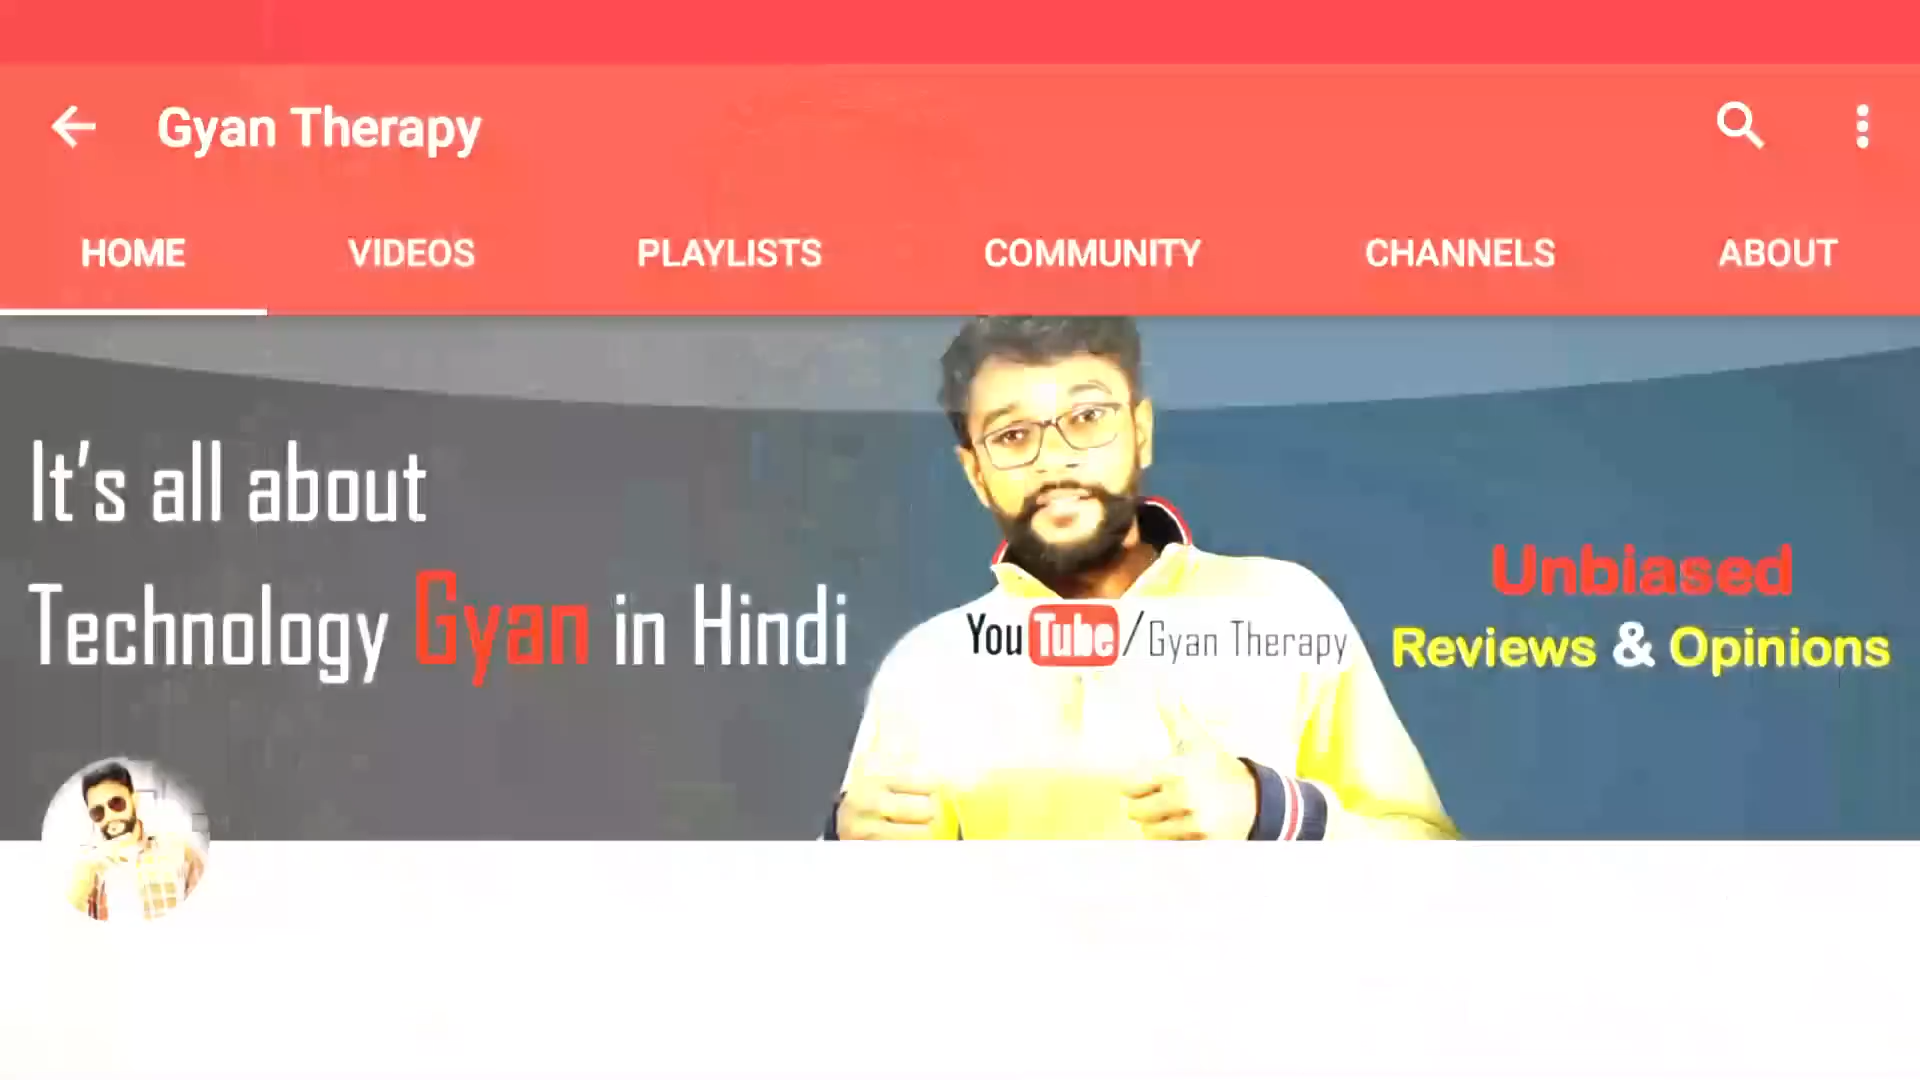 Gyan Therapy
HOME VIDEOS PLAYLISTS COMMUNITY CHANNELS ABOUT
It's all about
Technology Gyan in Hindi
YouTube/Gyan Therapy
Unbiased
Reviews & Opinions